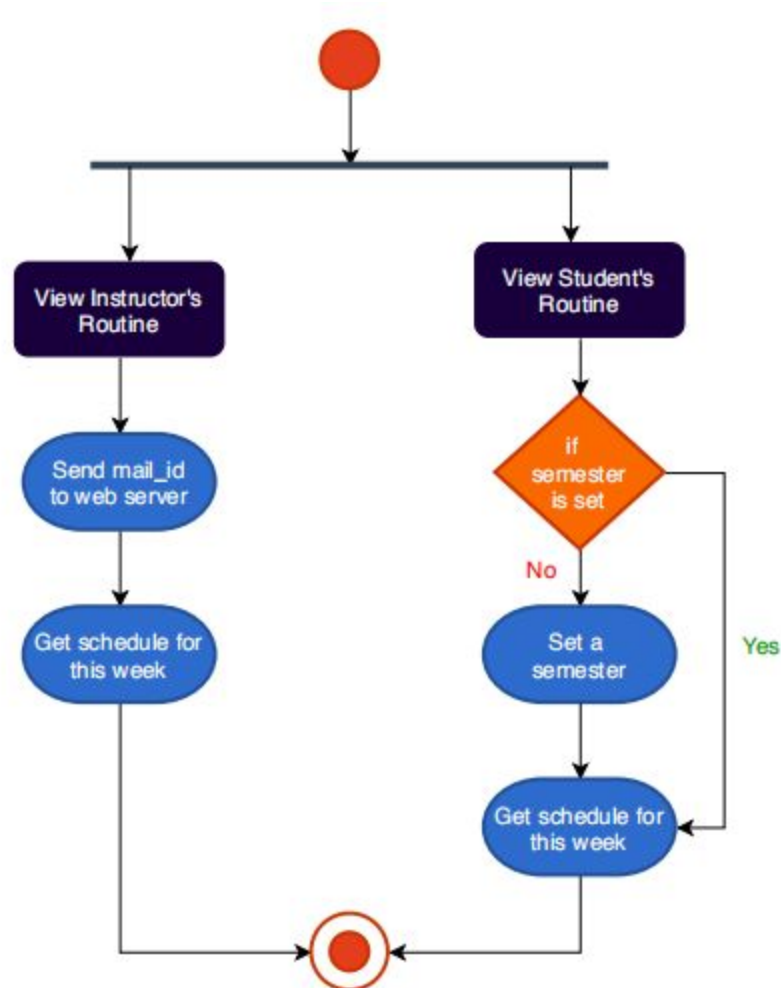 View Instructor's
Routine
View Student's
Routine
Send mail_id
to web server
if
semester
is set
No
Get schedule for
this week
Set a
semester
Yes
Get schedule for
this week